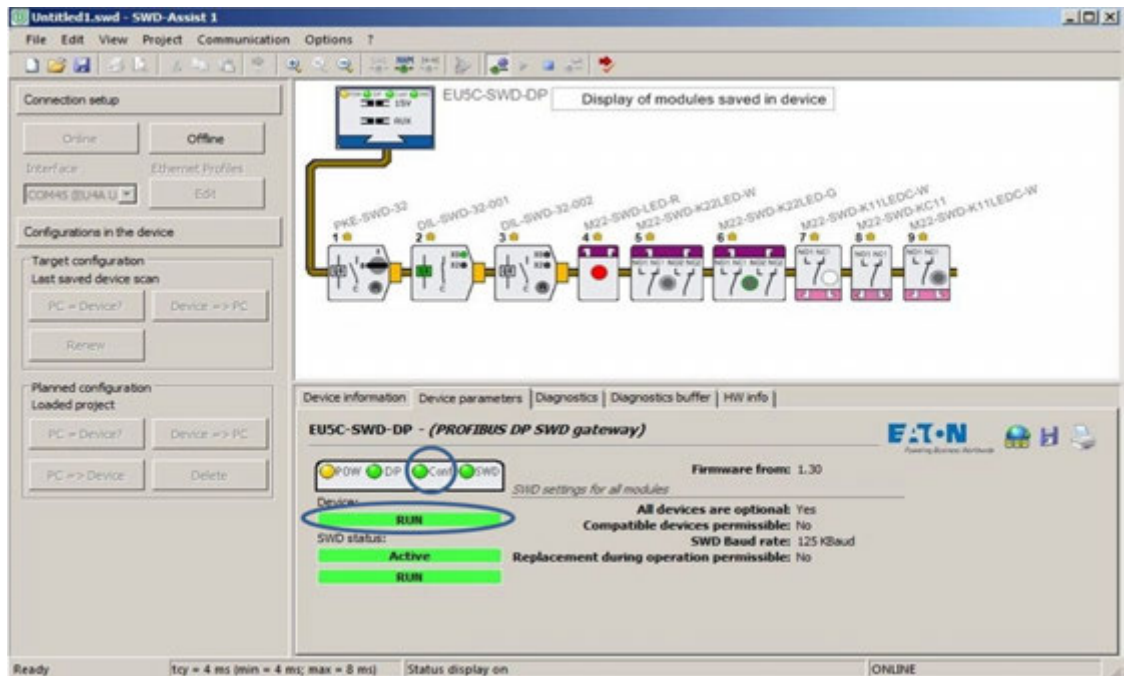 Untitled1.swd - SWD-Assist 1
File Edit View Project Communication Options ?
Connection setup
Online Offline
Interface Ethernet Profiles
Edit
Configurations in the device
Target configuration
Last saved device scan
PC = Device? Device => PC
Renew
Planned configuration
Loaded project
PC = Device? Device => PC
PC => Device Delete
EU5C-SWD-DP
Display of modules saved in device
15V
AUX
PKE-SWD-32
DIL-SWD-32-001
DIL-SWD-32-002
M22-SWD-LED-R
M22-SWD-K22LED-W
M22-SWD-K22LED-G
M22-SWD-K11LEDC-W
M22-SWD-KC11
M22-SWD-K11LEDC-W
1 2 3 4 5 6 7 8 9
Device information Device parameters Diagnostics Diagnostics buffer HW info
EU5C-SWD-DP - (PROFIBUS DP SWD gateway)
EATON
Powering Business Worldwide
POW DP Conf SWD
Firmware from: 1.30
SWD settings for all modules
Device:
RUN
All devices are optional: Yes
Compatible devices permissible: No
SWD status:
SWD Baud rate: 125 KBaud
Active
Replacement during operation permissible: No
RUN
Ready
tcy = 4 ms (min = 4 ms; max = 8 ms)
Status display on
ONLINE